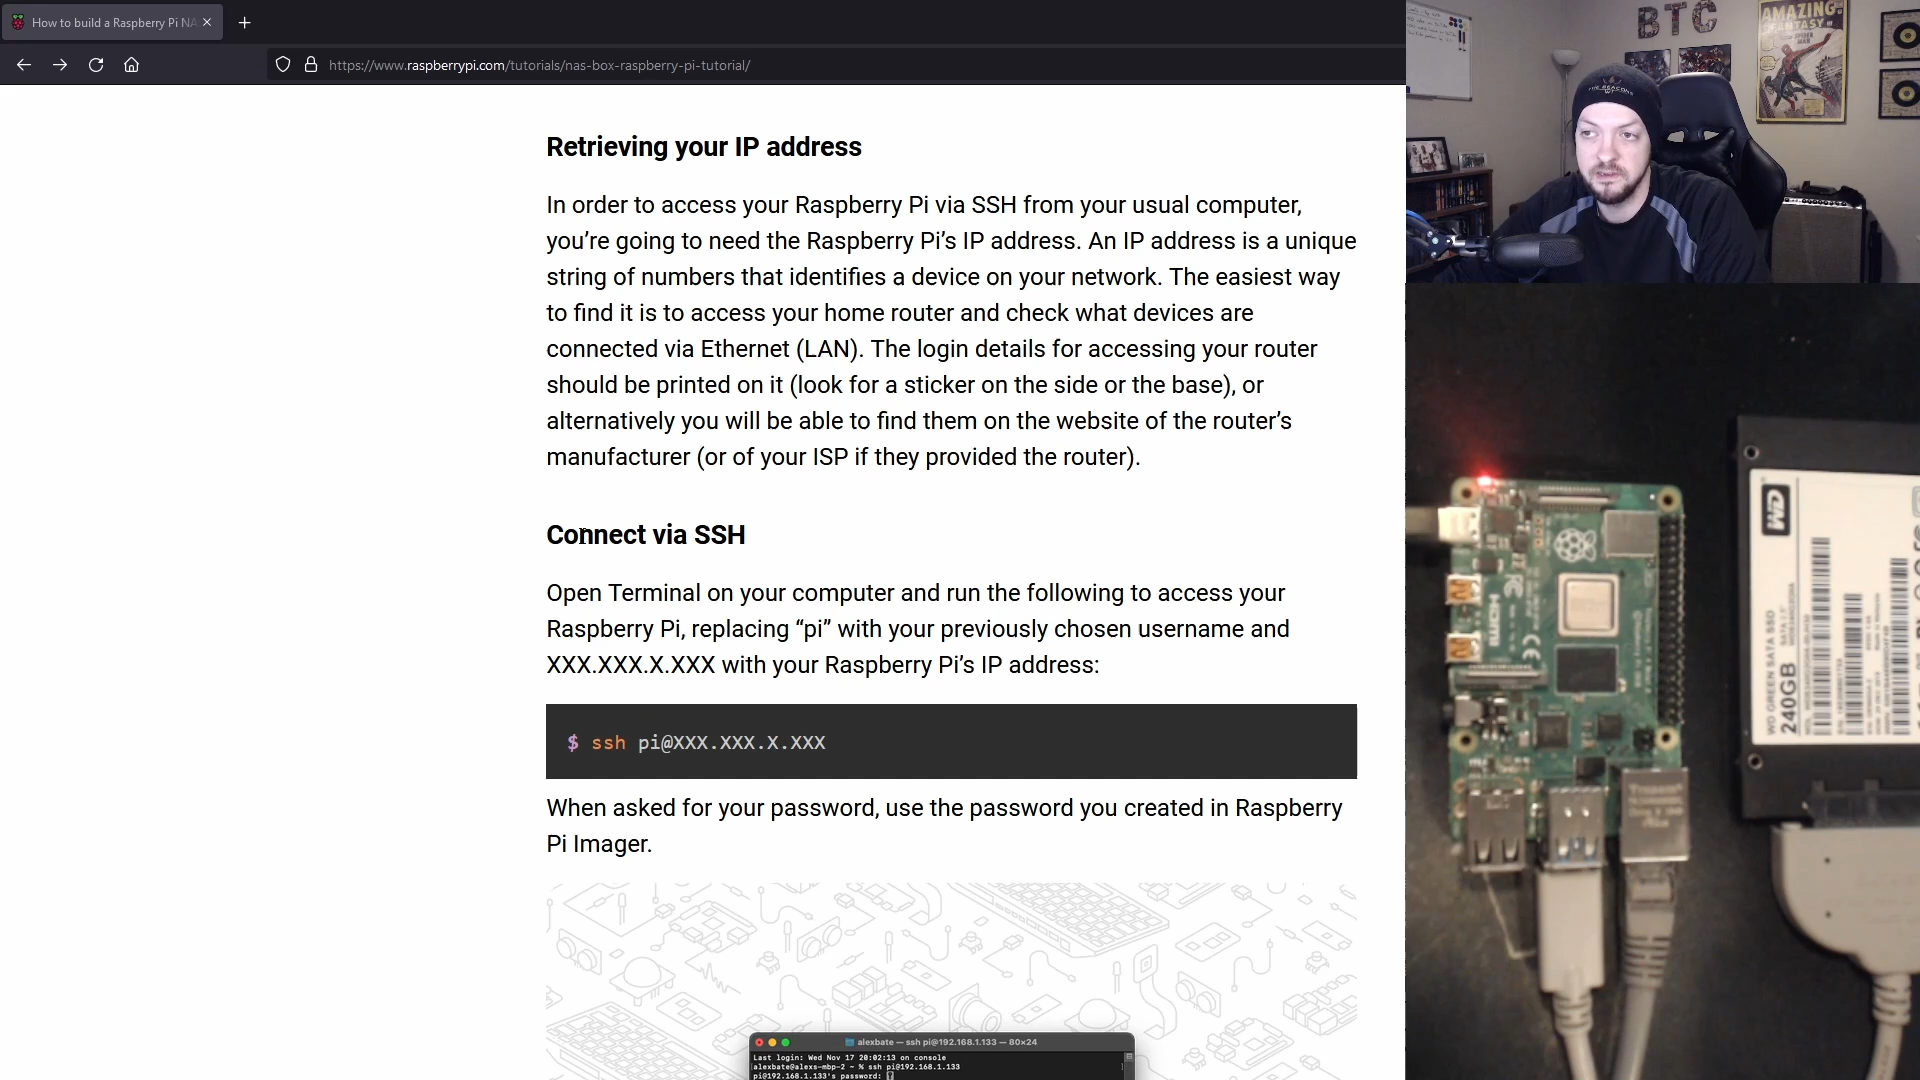 How to build a Raspberry Pi NA
https://www.raspberrypi.com/tutorials/nas-box-raspberry-pi-tutorial/
Retrieving your IP address
In order to access your Raspberry Pi via SSH from your usual computer,
you’re going to need the Raspberry Pi’s IP address. An IP address is a unique
string of numbers that identifies a device on your network. The easiest way
to find it is to access your home router and check what devices are
connected via Ethernet (LAN). The login details for accessing your router
should be printed on it (look for a sticker on the side or the base), or
alternatively you will be able to find them on the website of the router’s
manufacturer (or of your ISP if they provided the router).
Connect via SSH
Open Terminal on your computer and run the following to access your
Raspberry Pi, replacing “pi” with your previously chosen username and
XXX.XXX.X.XXX with your Raspberry Pi’s IP address:
$ ssh pi@XXX.XXX.X.XXX
When asked for your password, use the password you created in Raspberry
Pi Imager.
alexbate — ssh pi@192.168.1.133 — 80×24
Last login: Wed Nov 17 20:02:13 on console
alexbate@alexs-mbp-2 ~ % ssh pi@192.168.1.133
pi@192.168.1.133's password:
BTC
AMAZING
FANTASY
THE BEACONS
HDMI
WD
WD GREEN SATA SSD
240GB